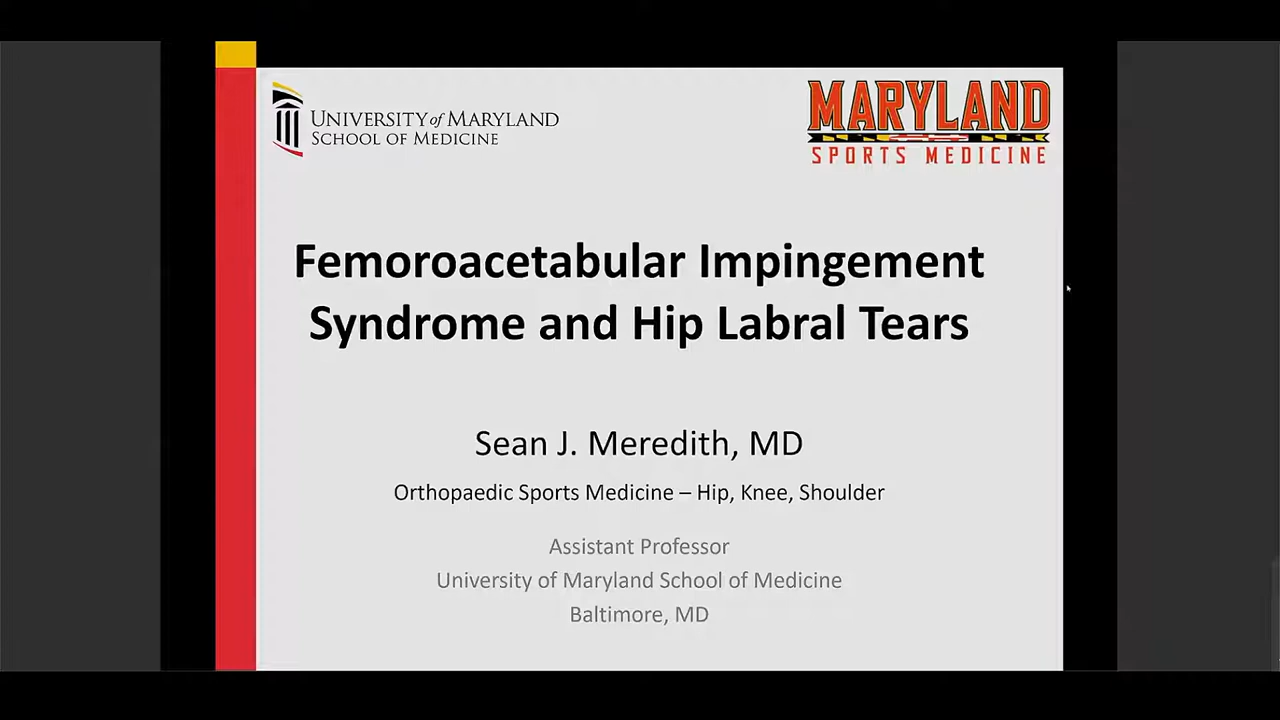 UNIVERSITY of MARYLAND
SCHOOL OF MEDICINE
MARYLAND
SPORTS MEDICINE
Femoroacetabular Impingement
Syndrome and Hip Labral Tears
Sean J. Meredith, MD
Orthopaedic Sports Medicine – Hip, Knee, Shoulder
Assistant Professor
University of Maryland School of Medicine
Baltimore, MD